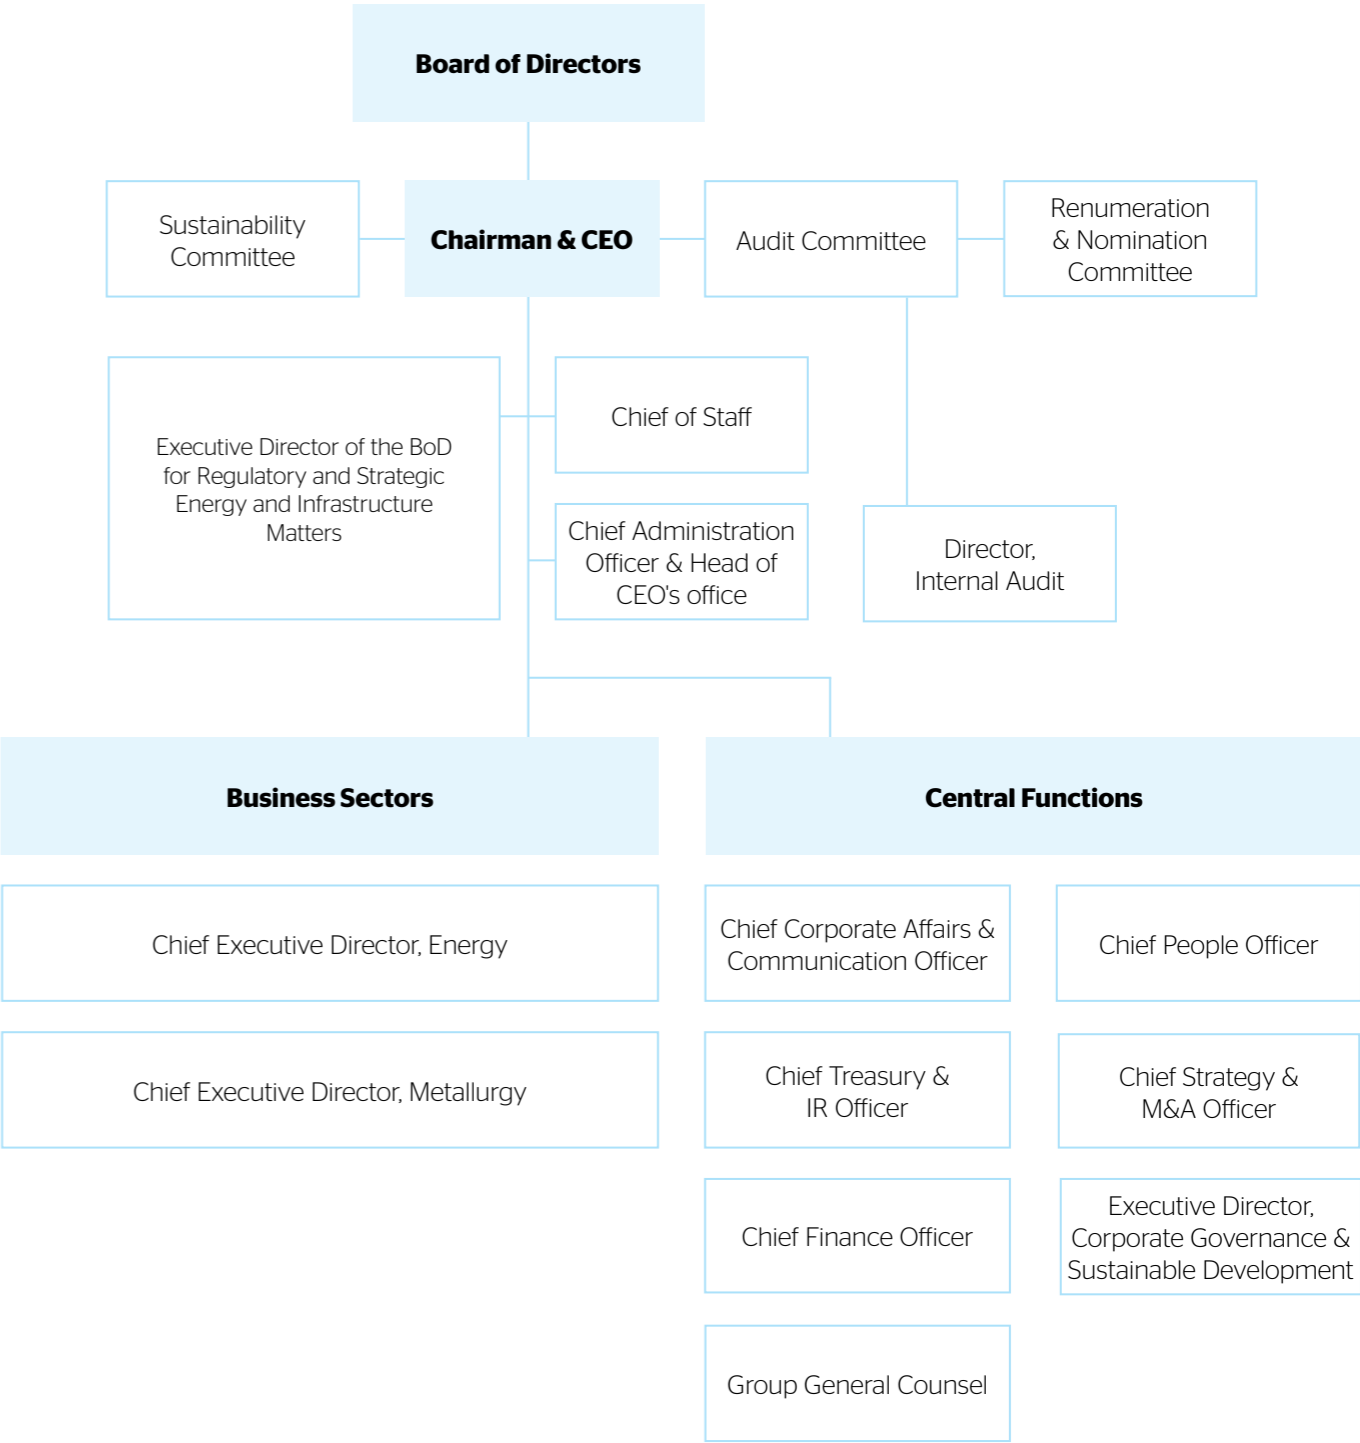 Board of Directors
Sustainability
Committee
Chairman & CEO
Audit Committee
Renumeration
& Nomination
Committee
Executive Director of the BoD
for Regulatory and Strategic
Energy and Infrastructure
Matters
Chief of Staff
Chief Administration
Officer & Head of
CEO's office
Director,
Internal Audit
Business Sectors
Central Functions
Chief Executive Director, Energy
Chief Executive Director, Metallurgy
Chief Corporate Affairs &
Communication Officer
Chief People Officer
Chief Treasury &
IR Officer
Chief Strategy &
M&A Officer
Chief Finance Officer
Executive Director,
Corporate Governance &
Sustainable Development
Group General Counsel